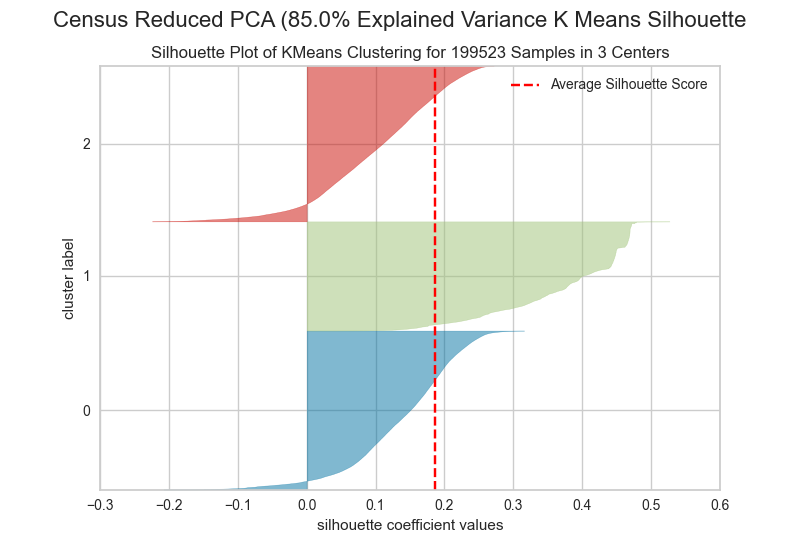 Census Reduced PCA (85.0% Explained Variance K Means Silhouette
Silhouette Plot of KMeans Clustering for 199523 Samples in 3 Centers
Average Silhouette Score
2
1
0
cluster label
−0.3 −0.2 −0.1 0.0 0.1 0.2 0.3 0.4 0.5 0.6
silhouette coefficient values